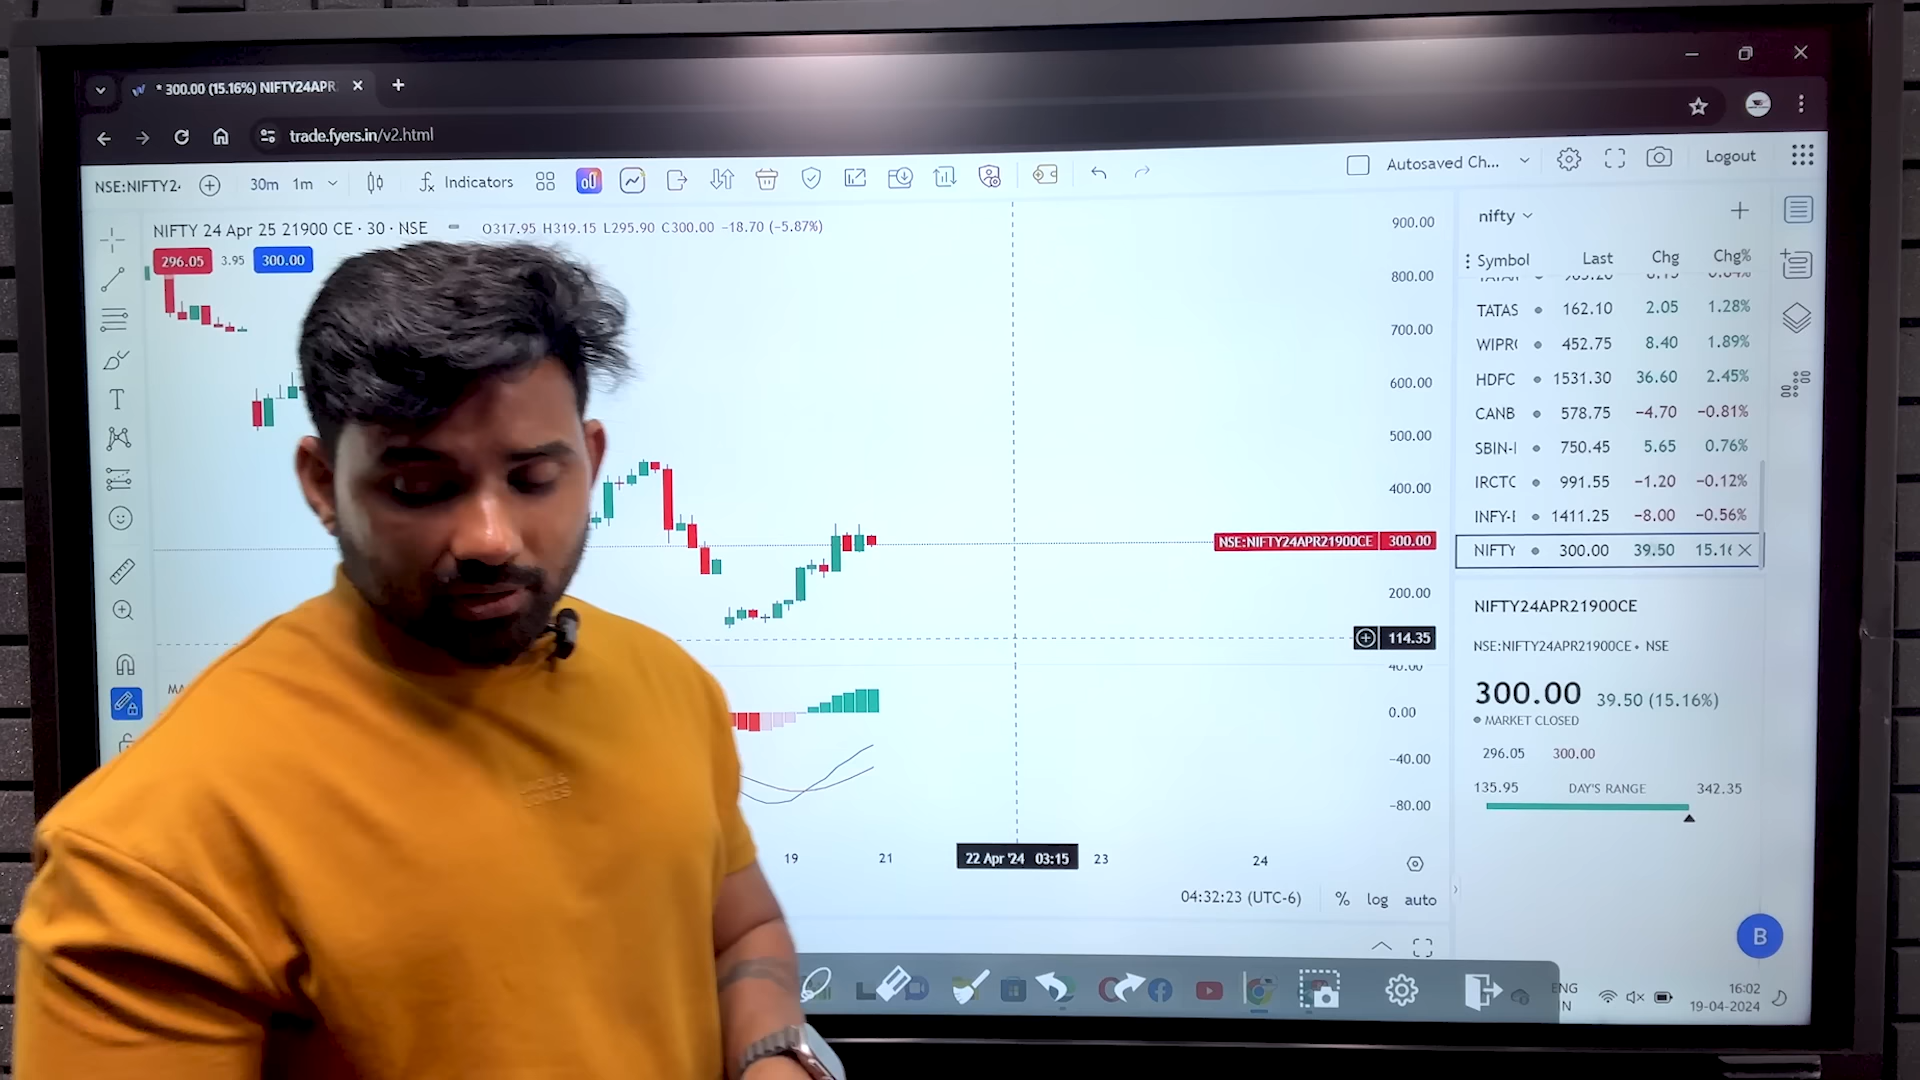 * 300.00 (15.16%) NIFTY24APR
trade.fyers.in/v2.html
NSE:NIFTY2 30m 1m Indicators Autosaved Ch... Logout
NIFTY 24 Apr 25 21900 CE · 30 · NSE O317.95 H319.15 L295.90 C300.00 −18.70 (−5.87%)
296.05 3.95 300.00
900.00
800.00
700.00
600.00
500.00
400.00
NSE:NIFTY24APR21900CE 300.00
200.00
114.35
40.00
0.00
−40.00
−80.00
MA
19 21 22 Apr '24 03:15 23 24
04:32:23 (UTC-6) % log auto
nifty
Symbol Last Chg Chg%
TATAS 162.10 2.05 1.28%
WIPR 452.75 8.40 1.89%
HDFC 1531.30 36.60 2.45%
CANB 578.75 −4.70 −0.81%
SBIN-I 750.45 5.65 0.76%
IRCTC 991.55 −1.20 −0.12%
INFY-E 1411.25 −8.00 −0.56%
NIFTY 300.00 39.50 15.16
NIFTY24APR21900CE
NSE:NIFTY24APR21900CE • NSE
300.00 39.50 (15.16%)
MARKET CLOSED
296.05 300.00
135.95 DAY'S RANGE 342.35
B
ENG
IN
16:02
19-04-2024